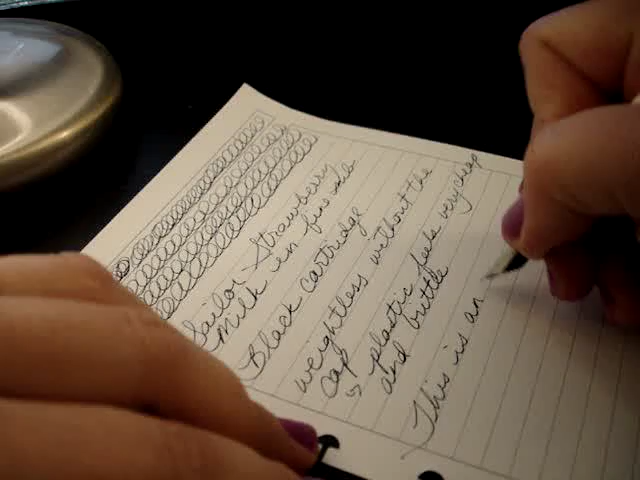 Sailor Strawberry
milk 'em fine nib
Black cartridge
weightless without the
cap
↳ plastic feels very cheap
and brittle
This is an